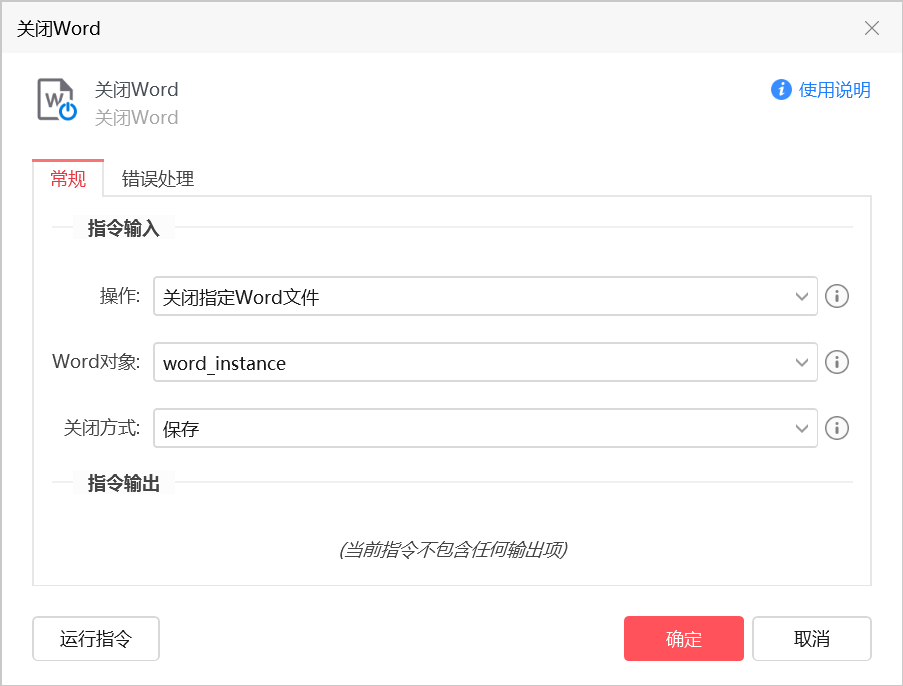 关闭Word
关闭Word
使用说明
关闭Word
常规 错误处理
指令输入
操作: 关闭指定Word文件
Word对象: word_instance
关闭方式: 保存
指令输出
(当前指令不包含任何输出项)
运行指令 确定 取消